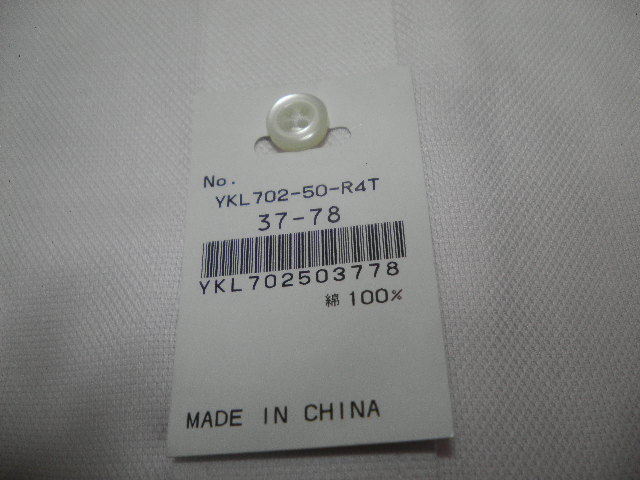 No.
YKL702-50-R4T
37-78
YKL702503778
綿 100%
MADE IN CHINA